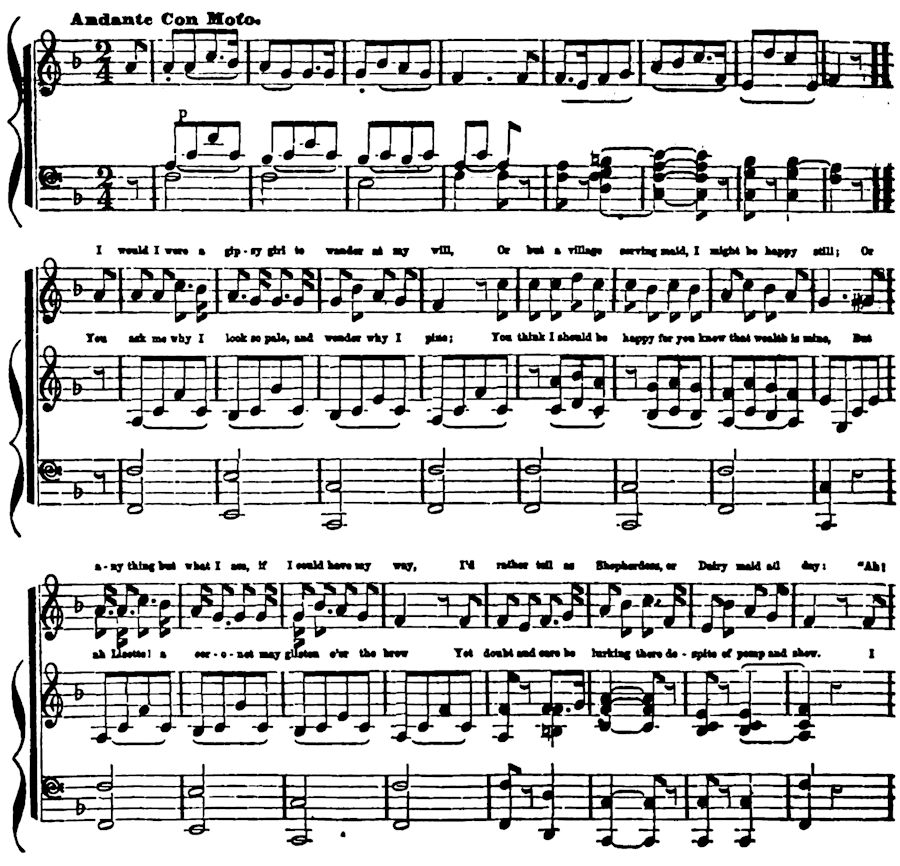 Andante Con Moto.
P
I would I were a gip-sy girl to wander at my will, Or but a village serving maid, I might be happy still; Or
You ask me why I look so pale, and wonder why I pine; You think I should be happy for you know that wealth is mine, But
a-ny thing but what I am, if I could have my way, I'd rather toil as Shepherdess, or Dairy maid all day: "Ah!
ah Lisette! a cor-o-net may glisten o'er the brow Yet doubt and care be lurking there de-spite of pomp and show. I